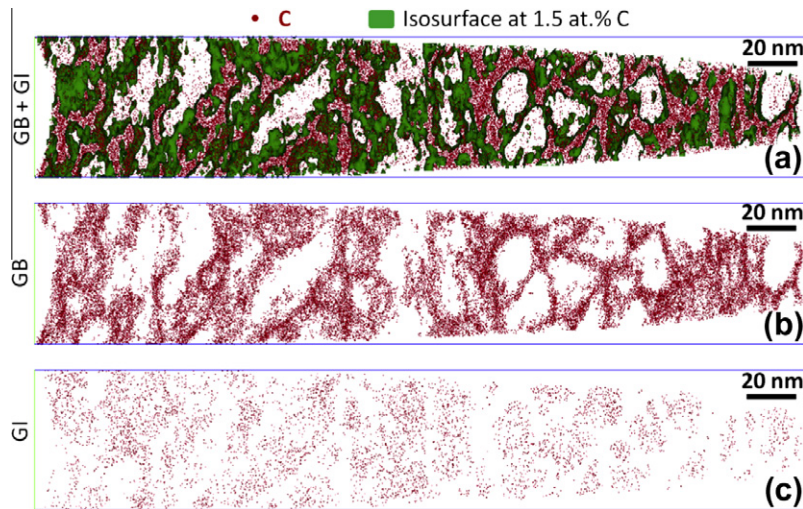 • C Isosurface at 1.5 at.% C
GB + GI
20 nm
(a)
GB
20 nm
(b)
GI
20 nm
(c)